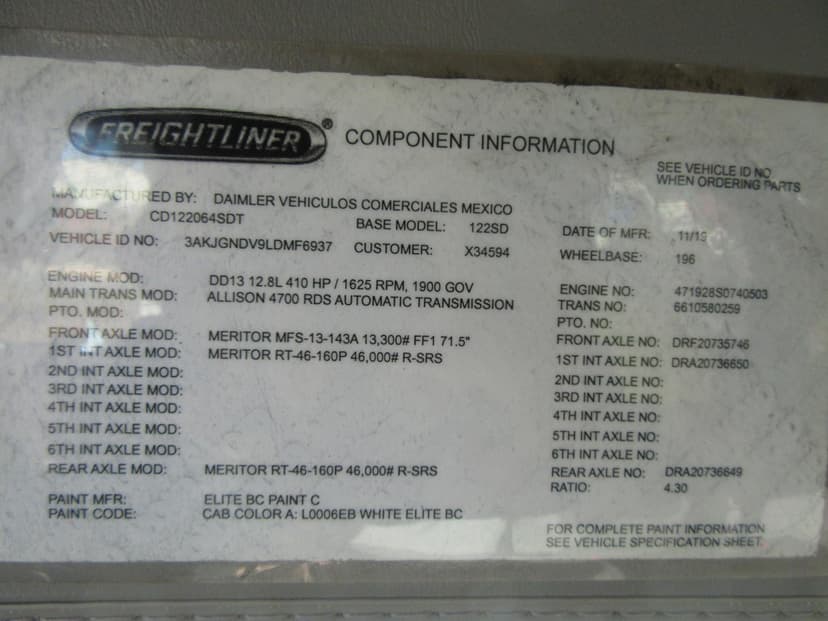 FREIGHTLINER® COMPONENT INFORMATION
SEE VEHICLE ID NO
WHEN ORDERING PARTS
MANUFACTURED BY: DAIMLER VEHICULOS COMERCIALES MEXICO
MODEL: CD122064SDT BASE MODEL: 122SD DATE OF MFR: 11/19
VEHICLE ID NO: 3AKJGNDV9LDMF6937 CUSTOMER: X34594 WHEELBASE: 196
ENGINE MOD: DD13 12.8L 410 HP / 1625 RPM, 1900 GOV ENGINE NO: 471928S0740503
MAIN TRANS MOD: ALLISON 4700 RDS AUTOMATIC TRANSMISSION TRANS NO: 6610580259
PTO. MOD: PTO. NO:
FRONT AXLE MOD: MERITOR MFS-13-143A 13,300# FF1 71.5" FRONT AXLE NO: DRF20735746
1ST INT AXLE MOD: MERITOR RT-46-160P 46,000# R-SRS 1ST INT AXLE NO: DRA20736650
2ND INT AXLE MOD: 2ND INT AXLE NO:
3RD INT AXLE MOD: 3RD INT AXLE NO:
4TH INT AXLE MOD: 4TH INT AXLE NO:
5TH INT AXLE MOD: 5TH INT AXLE NO:
6TH INT AXLE MOD: 6TH INT AXLE NO:
REAR AXLE MOD: MERITOR RT-46-160P 46,000# R-SRS REAR AXLE NO: DRA20736649
RATIO: 4.30
PAINT MFR: ELITE BC PAINT C
PAINT CODE: CAB COLOR A: L0006EB WHITE ELITE BC
FOR COMPLETE PAINT INFORMATION
SEE VEHICLE SPECIFICATION SHEET.